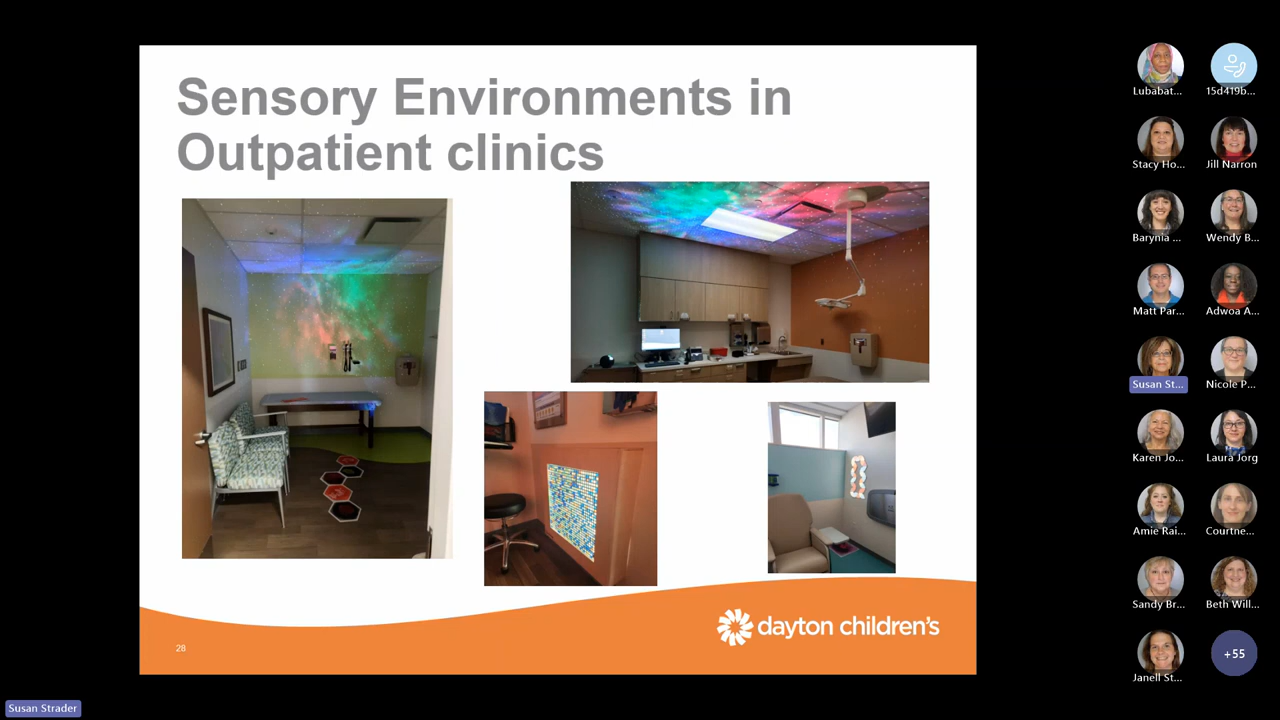 Sensory Environments in
Outpatient clinics
28
dayton children's
Lubabat...
15d419b...
Stacy Ho...
Jill Narron
Barynia ...
Wendy B...
Matt Par...
Adwoa A...
Susan St...
Nicole P...
Karen Jo...
Laura Jorg
Amie Rai...
Courtne...
Sandy Br...
Beth Will...
Janell St...
+55
Susan Strader